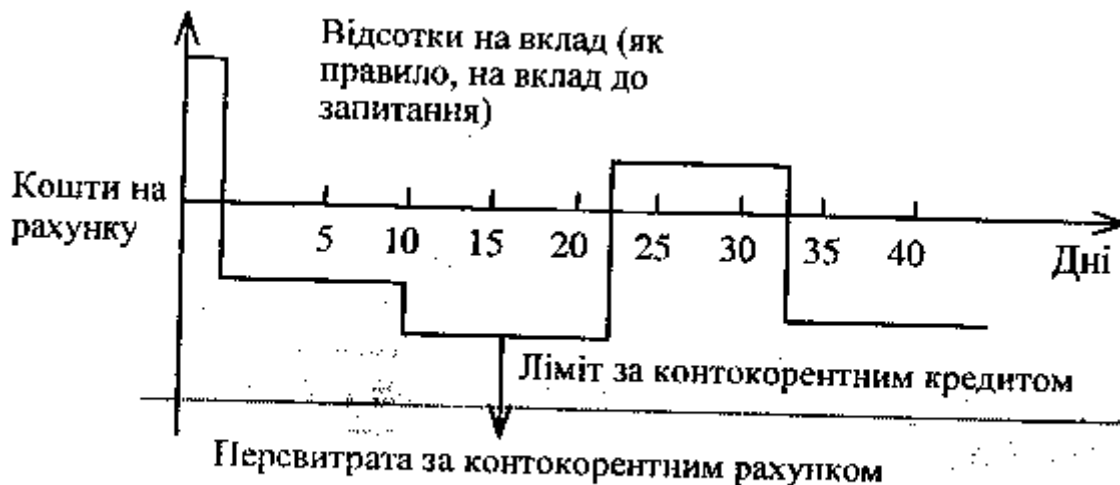 Відсотки на вклад (як
правило, на вклад до
запитання)
Кошти на
рахунку
5 10 15 20 25 30 35 40
Дні
Ліміт за контокорентним кредитом
Перевитрата за контокорентним рахунком